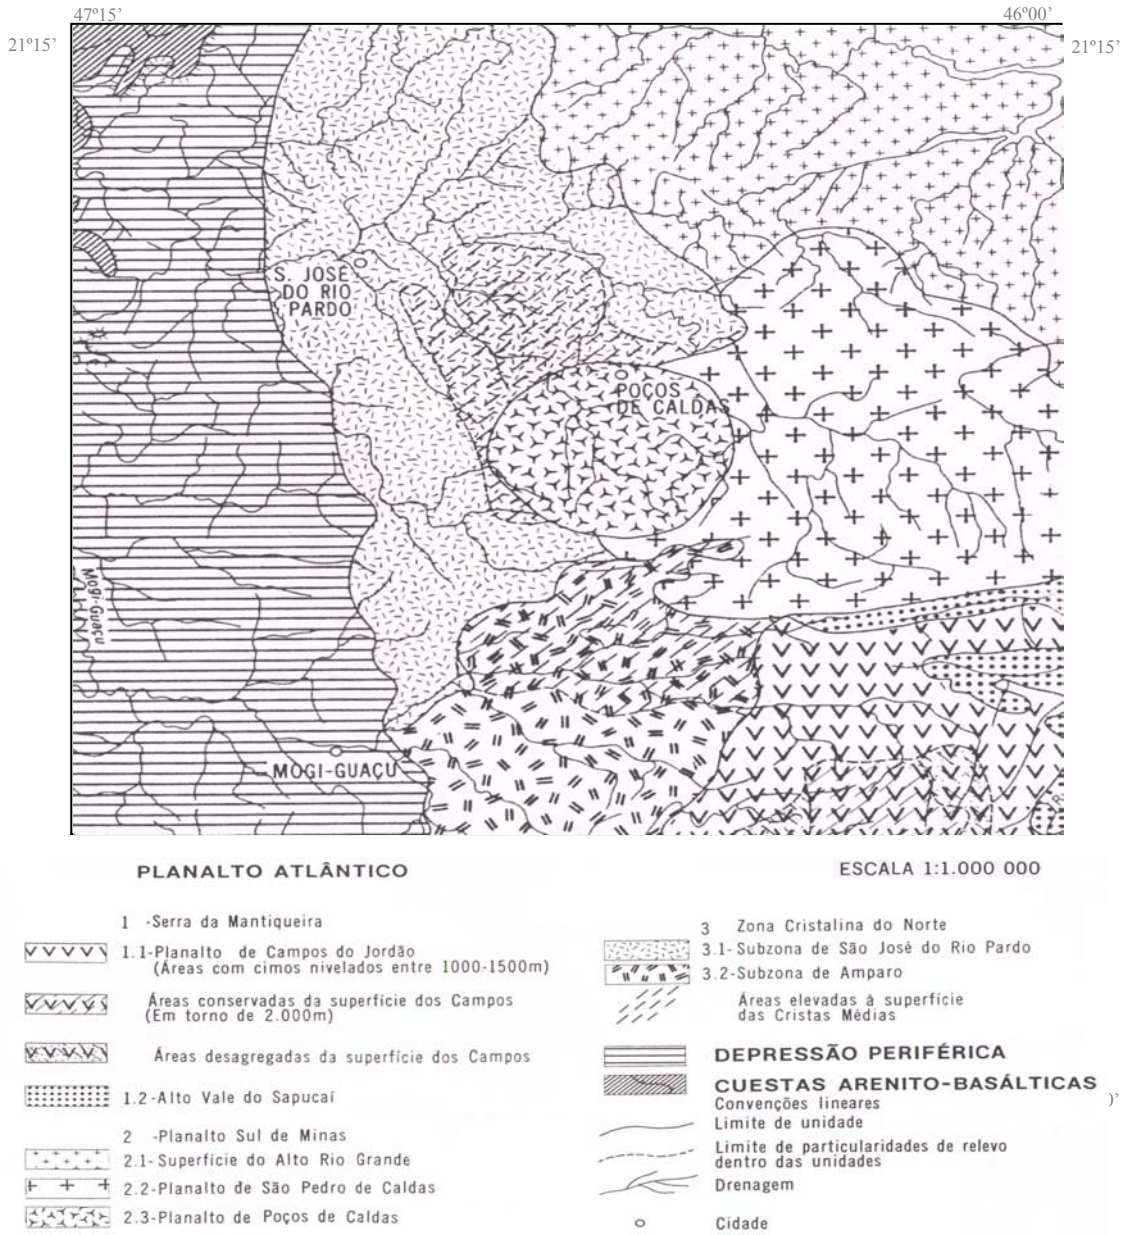 47º15’
46º00’
21º15’
21º15’
S. JOSÉ
DO RIO
PARDO
POÇOS
DE CALDAS
Mogi-Guaçu
MOGI-GUAÇU
R.
PLANALTO ATLÂNTICO
1 -Serra da Mantiqueira
1.1-Planalto de Campos do Jordão
(Áreas com cimos nivelados entre 1000-1500m)
Áreas conservadas da superfície dos Campos
(Em torno de 2.000m)
Áreas desagregadas da superfície dos Campos
1.2-Alto Vale do Sapucaí
2 -Planalto Sul de Minas
2.1-Superfície do Alto Rio Grande
2.2-Planalto de São Pedro de Caldas
2.3-Planalto de Poços de Caldas
ESCALA 1:1.000 000
3 Zona Cristalina do Norte
3.1-Subzona de São José do Rio Pardo
3.2-Subzona de Amparo
Áreas elevadas à superfície
das Cristas Médias
DEPRESSÃO PERIFÉRICA
CUESTAS ARENITO-BASÁLTICAS
)’
Convenções lineares
Limite de unidade
Limite de particularidades de relevo
dentro das unidades
Drenagem
Cidade